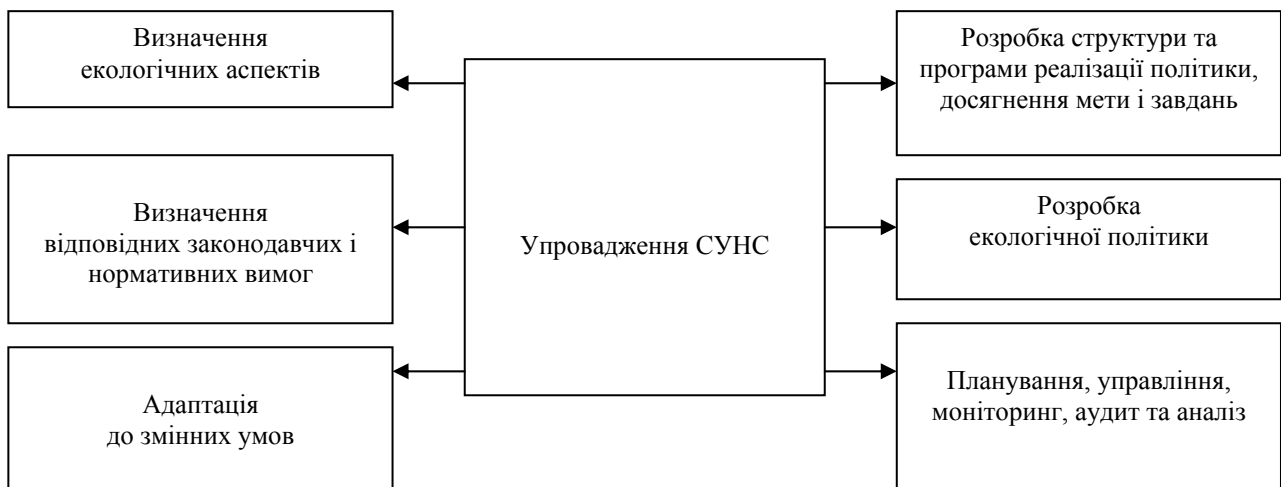 Визначення
екологічних аспектів
Визначення
відповідних законодавчих і
нормативних вимог
Адаптація
до змінних умов
Упровадження СУНС
Розробка структури та
програми реалізації політики,
досягнення мети і завдань
Розробка
екологічної політики
Планування, управління,
моніторинг, аудит та аналіз